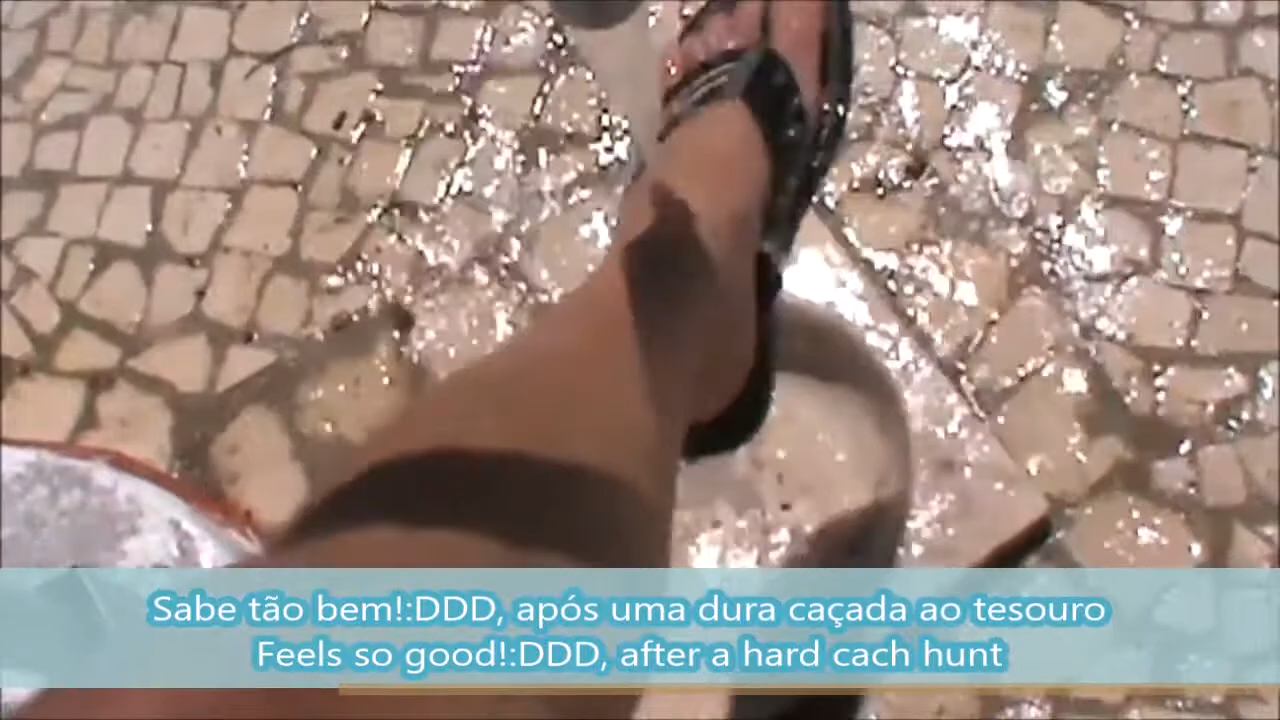 Sabe tão bem!:DDD, após uma dura caçada ao tesouro
Feels so good!:DDD, after a hard cach hunt